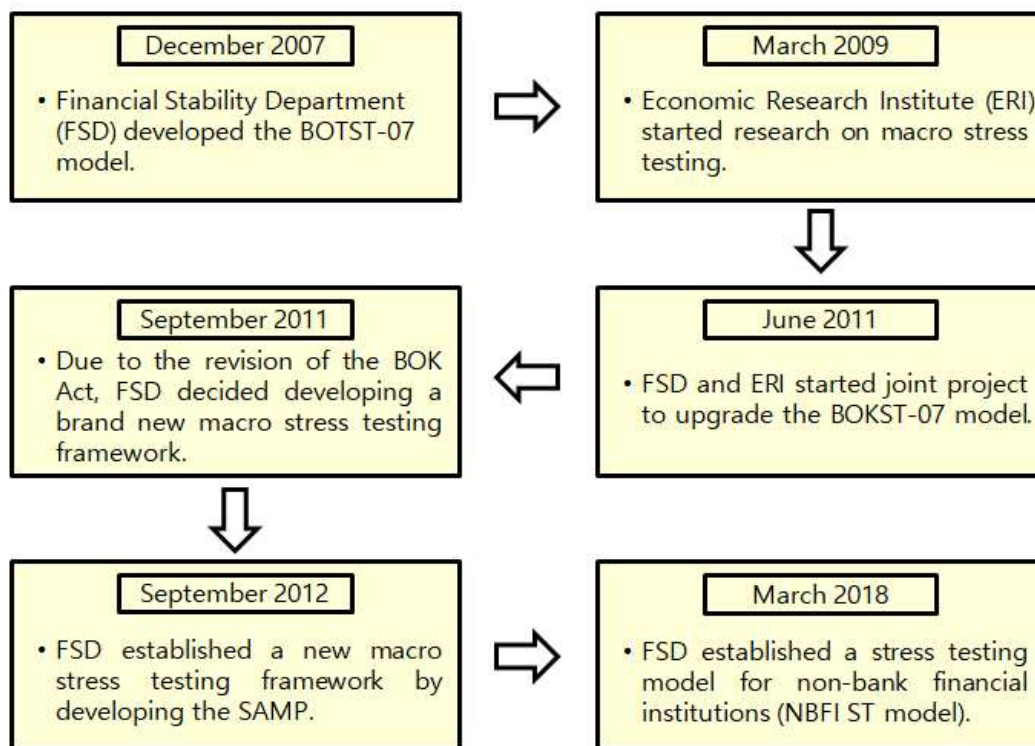 December 2007
• Financial Stability Department
(FSD) developed the BOTST-07
model.
March 2009
• Economic Research Institute (ERI)
started research on macro stress
testing.
June 2011
• FSD and ERI started joint project
to upgrade the BOKST-07 model.
September 2011
• Due to the revision of the BOK
Act, FSD decided developing a
brand new macro stress testing
framework.
September 2012
• FSD established a new macro
stress testing framework by
developing the SAMP.
March 2018
• FSD established a stress testing
model for non-bank financial
institutions (NBFI ST model).